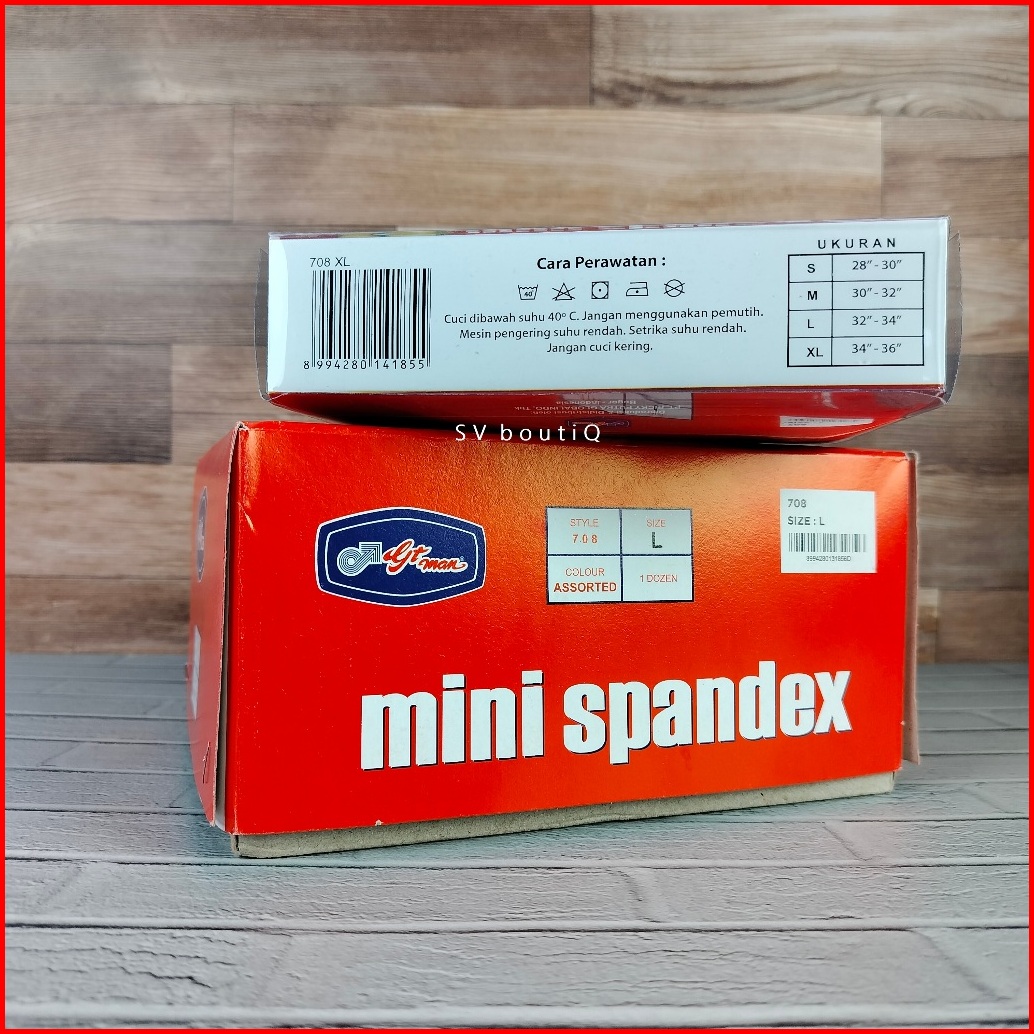 708 XL
8 994280 141855
Cara Perawatan :
40
Cuci dibawah suhu 40º C. Jangan menggunakan pemutih.
Mesin pengering suhu rendah. Setrika suhu rendah.
Jangan cuci kering.
UKURAN
S 28” - 30”
M 30” - 32”
L 32” - 34”
XL 34” - 36”
SV boutiQ
Gt man
STYLE
708
SIZE
L
COLOUR
ASSORTED
1 DOZEN
708
SIZE : L
mini spandex